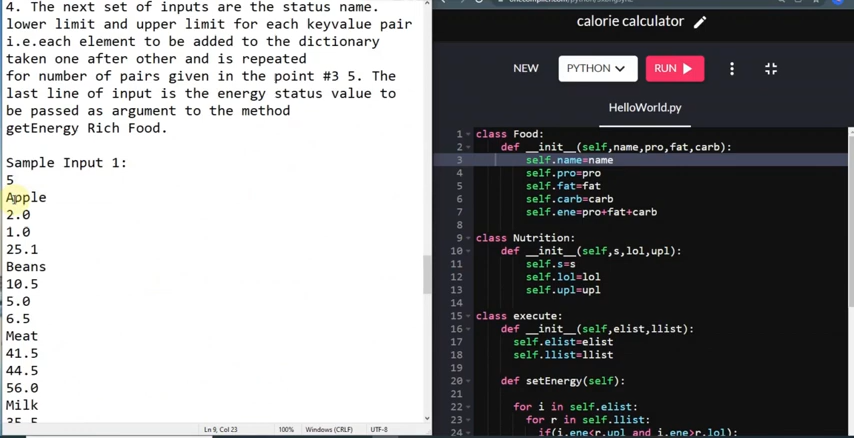 4. The next set of inputs are the status name.
lower limit and upper limit for each keyvalue pair
i.e.each element to be added to the dictionary
taken one after other and is repeated
for number of pairs given in the point #3 5. The
last line of input is the energy status value to
be passed as argument to the method
getEnergy Rich Food.
Sample Input 1:
5
Apple
2.0
1.0
25.1
Beans
10.5
5.0
6.5
Meat
41.5
44.5
56.0
Milk
35.5
Ln 9, Col 23
100%
Windows (CRLF)
UTF-8
calorie calculator
NEW
PYTHON
RUN
HelloWorld.py
1 class Food:
2 def __init__(self,name,pro,fat,carb):
3 self.name=name
4 self.pro=pro
5 self.fat=fat
6 self.carb=carb
7 self.ene=pro+fat+carb
8
9 class Nutrition:
10 def __init__(self,s,lol,upl):
11 self.s=s
12 self.lol=lol
13 self.upl=upl
14
15 class execute:
16 def __init__(self,elist,llist):
17 self.elist=elist
18 self.llist=llist
19
20 def setEnergy(self):
21
22 for i in self.elist:
23 for r in self.llist:
24 if(i.ene<r.upl and i.ene>r.lol):